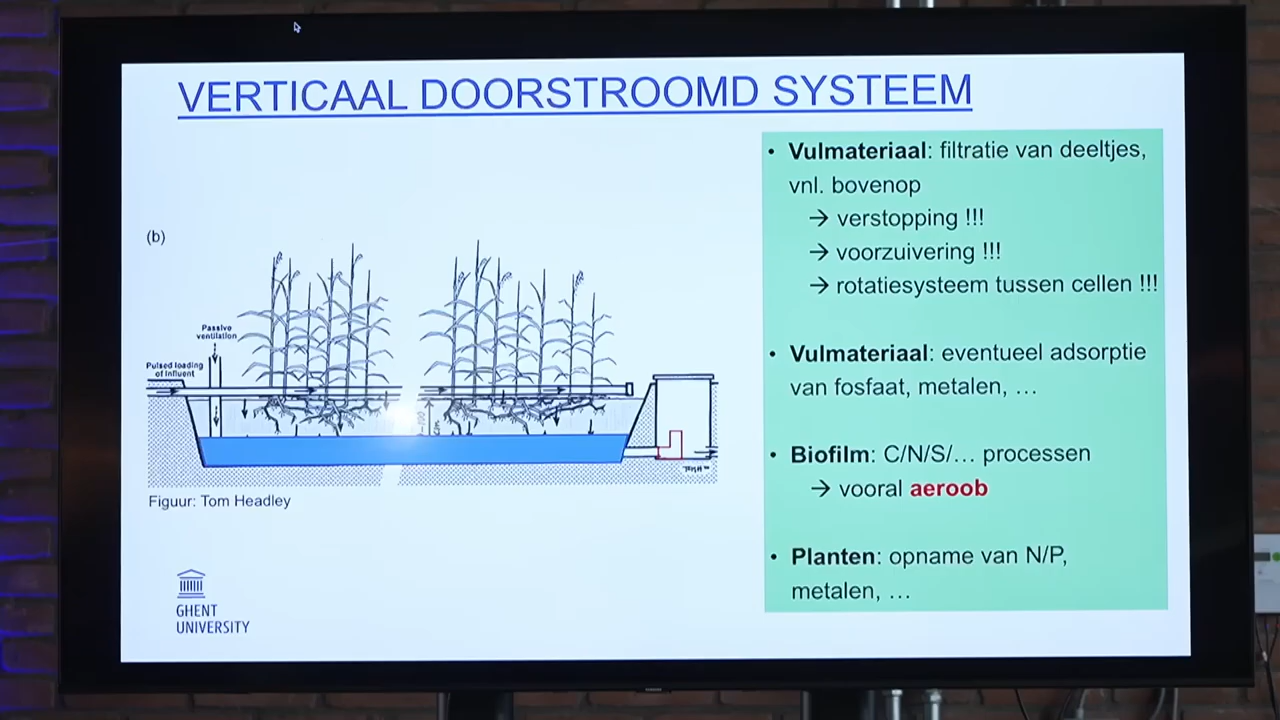 VERTICAAL DOORSTROOMD SYSTEEM
(b)
Passive
ventilation
Pulsed loading
of influent
cm
Figuur: Tom Headley
GHENT
UNIVERSITY
• Vulmateriaal: filtratie van deeltjes,
vnl. bovenop
→ verstopping !!!
→ voorzuivering !!!
→ rotatiesysteem tussen cellen !!!
• Vulmateriaal: eventueel adsorptie
van fosfaat, metalen, …
• Biofilm: C/N/S/… processen
→ vooral aeroob
• Planten: opname van N/P,
metalen, …